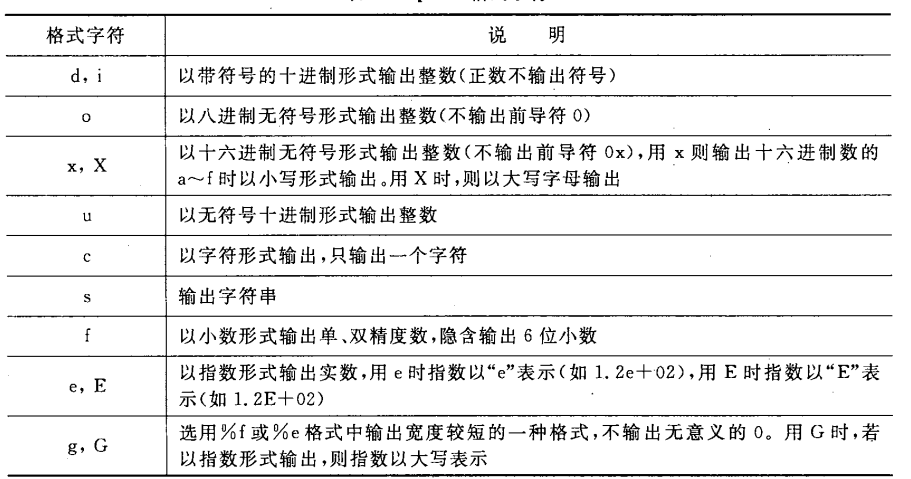 格式字符 说 明
d, i 以带符号的十进制形式输出整数(正数不输出符号)
o 以八进制无符号形式输出整数(不输出前导符 0)
x, X 以十六进制无符号形式输出整数(不输出前导符 0x),用 x 则输出十六进制数的
a～f 时以小写形式输出。用 X 时,则以大写字母输出
u 以无符号十进制形式输出整数
c 以字符形式输出,只输出一个字符
s 输出字符串
f 以小数形式输出单、双精度数,隐含输出 6 位小数
e, E 以指数形式输出实数,用 e 时指数以“e”表示(如 1.2e+02),用 E 时指数以“E”表
示(如 1.2E+02)
g, G 选用%f 或%e 格式中输出宽度较短的一种格式,不输出无意义的 0。用 G 时,若
以指数形式输出,则指数以大写表示